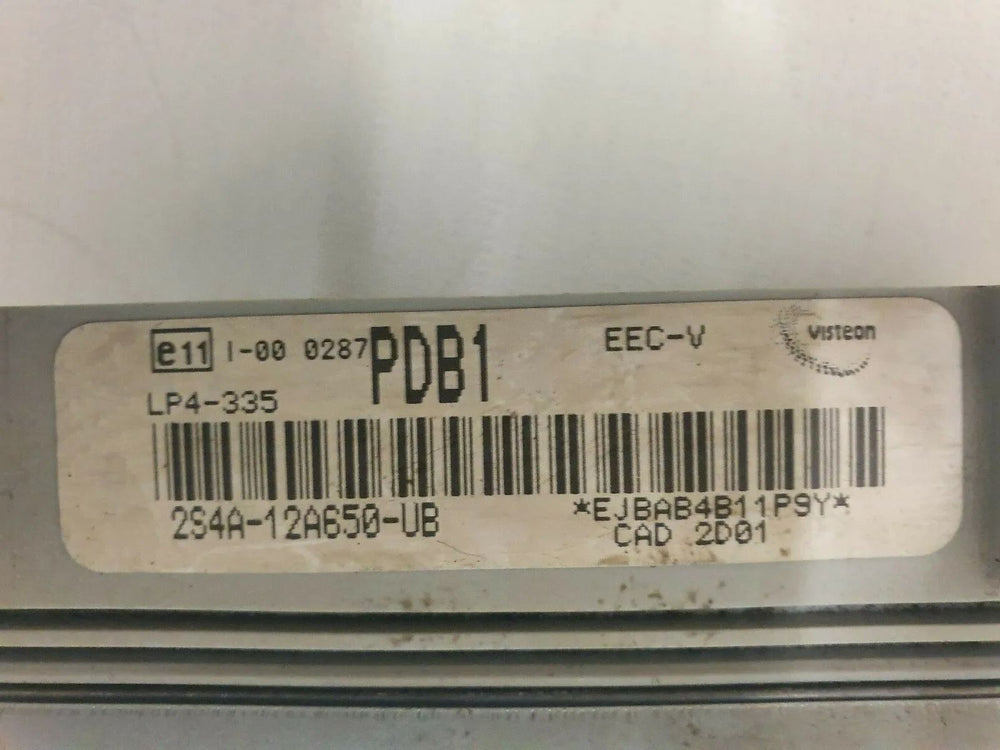 e11 I-00 0287 PDB1 EEC-V Visteon
LP4-335
2S4A-12A650-UB *EJBAB4B11P9Y*
CAD 2D01